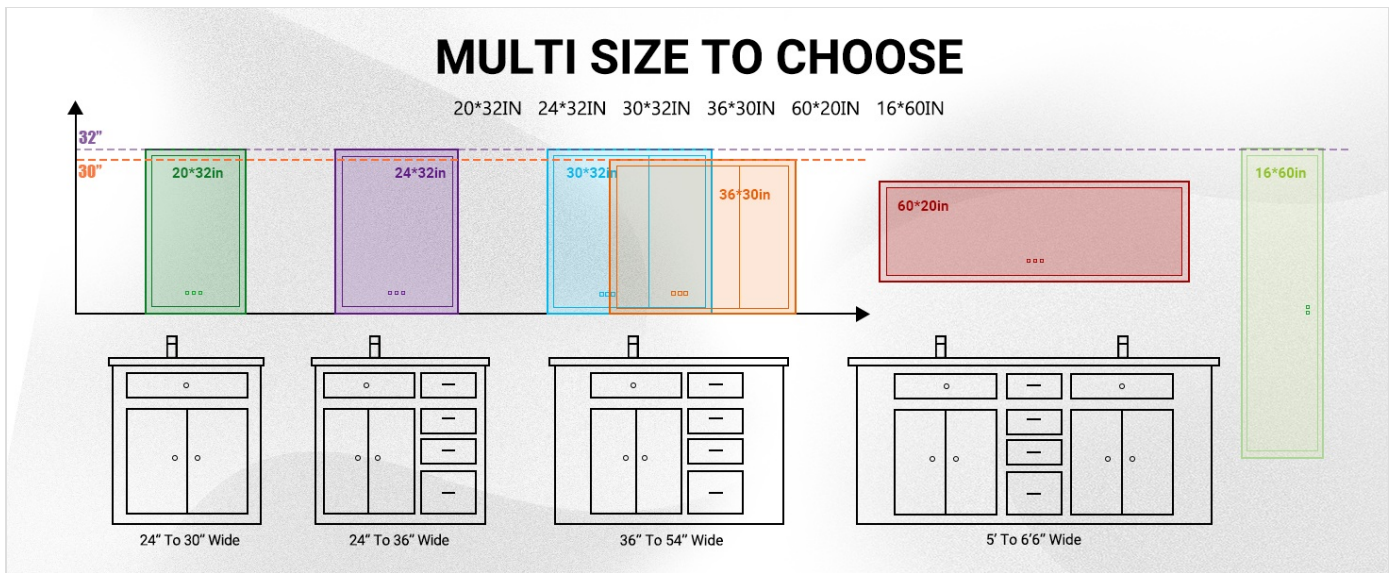 MULTI SIZE TO CHOOSE
20*32IN 24*32IN 30*32IN 36*30IN 60*20IN 16*60IN
32”
30”
20*32in
24*32in
30*32in
36*30in
60*20in
16*60in
24” To 30” Wide
24” To 36” Wide
36” To 54” Wide
5’ To 6’6” Wide